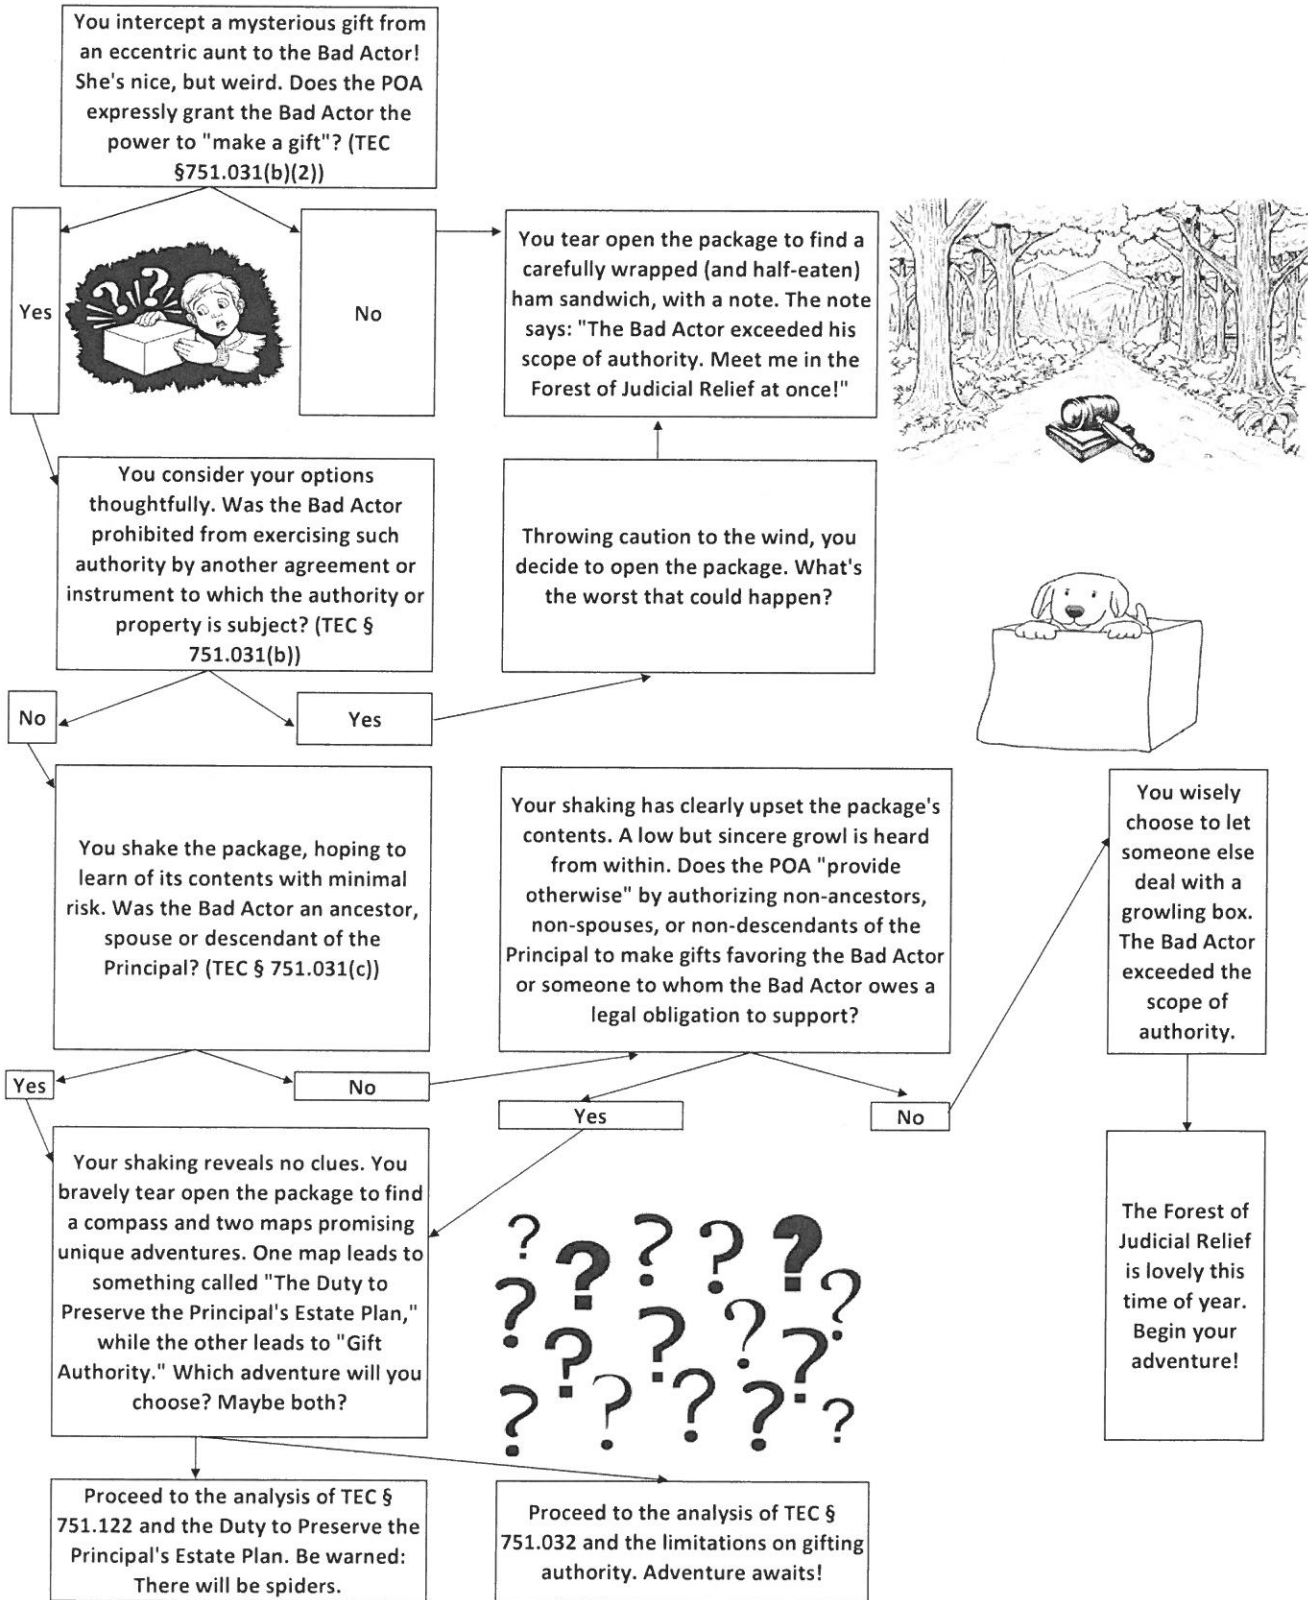 You intercept a mysterious gift from
an eccentric aunt to the Bad Actor!
She's nice, but weird. Does the POA
expressly grant the Bad Actor the
power to "make a gift"? (TEC
§751.031(b)(2))
Yes
? ?
No
You tear open the package to find a
carefully wrapped (and half-eaten)
ham sandwich, with a note. The note
says: "The Bad Actor exceeded his
scope of authority. Meet me in the
Forest of Judicial Relief at once!"
You consider your options
thoughtfully. Was the Bad Actor
prohibited from exercising such
authority by another agreement or
instrument to which the authority or
property is subject? (TEC §
751.031(b))
Throwing caution to the wind, you
decide to open the package. What's
the worst that could happen?
No
Yes
You shake the package, hoping to
learn of its contents with minimal
risk. Was the Bad Actor an ancestor,
spouse or descendant of the
Principal? (TEC § 751.031(c))
Your shaking has clearly upset the package's
contents. A low but sincere growl is heard
from within. Does the POA "provide
otherwise" by authorizing non-ancestors,
non-spouses, or non-descendants of the
Principal to make gifts favoring the Bad Actor
or someone to whom the Bad Actor owes a
legal obligation to support?
You wisely
choose to let
someone else
deal with a
growling box.
The Bad Actor
exceeded the
scope of
authority.
Yes
No
Yes
No
Your shaking reveals no clues. You
bravely tear open the package to find
a compass and two maps promising
unique adventures. One map leads to
something called "The Duty to
Preserve the Principal's Estate Plan,"
while the other leads to "Gift
Authority." Which adventure will you
choose? Maybe both?
? ? ? ? ?
? ? ? ? ? ?
? ? ? ? ?
The Forest of
Judicial Relief
is lovely this
time of year.
Begin your
adventure!
Proceed to the analysis of TEC §
751.122 and the Duty to Preserve the
Principal's Estate Plan. Be warned:
There will be spiders.
Proceed to the analysis of TEC §
751.032 and the limitations on gifting
authority. Adventure awaits!